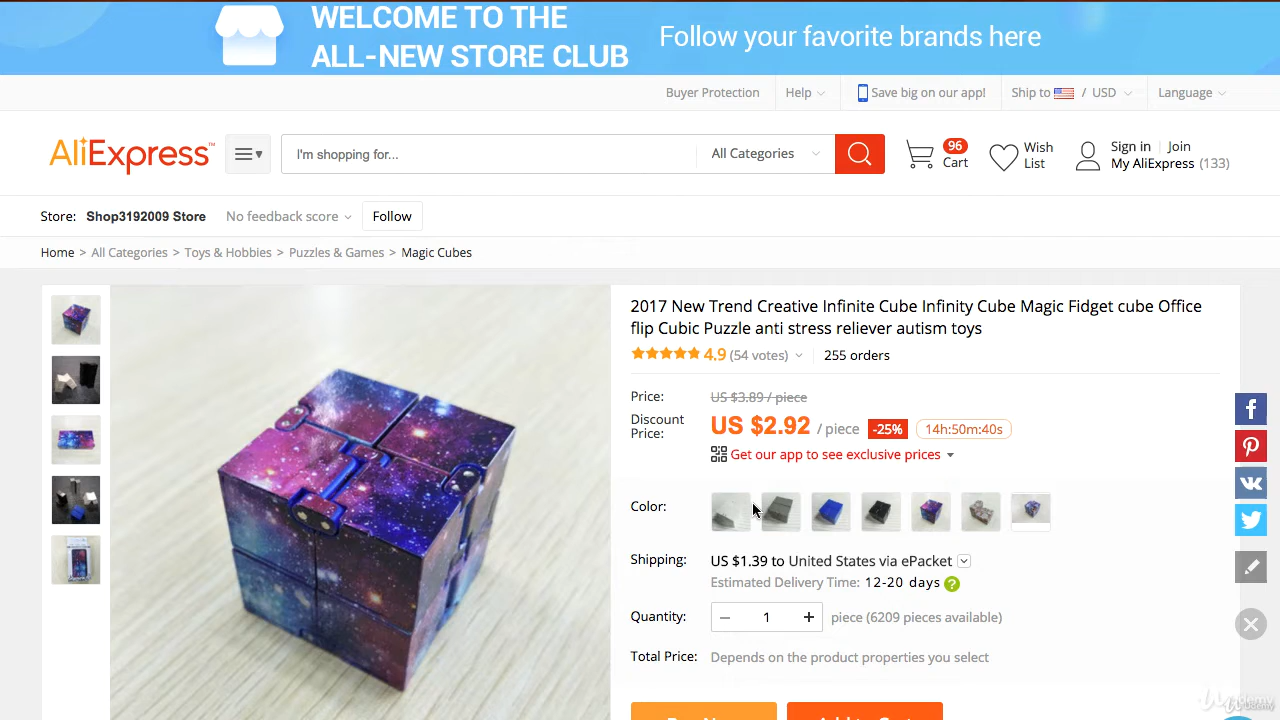 WELCOME TO THE
ALL-NEW STORE CLUB
Follow your favorite brands here
Buyer Protection
Help
Save big on our app!
Ship to / USD
Language
AliExpress™
I'm shopping for...
All Categories
96
Cart
Wish
List
Sign in | Join
My AliExpress (133)
Store: Shop3192009 Store
No feedback score
Follow
Home > All Categories > Toys & Hobbies > Puzzles & Games > Magic Cubes
2017 New Trend Creative Infinite Cube Infinity Cube Magic Fidget cube Office
flip Cubic Puzzle anti stress reliever autism toys
4.9 (54 votes)
255 orders
Price: US $3.89 / piece
Discount
Price:
US $2.92 / piece -25% 14h:50m:40s
Get our app to see exclusive prices
Color:
Shipping: US $1.39 to United States via ePacket
Estimated Delivery Time: 12-20 days ?
Quantity: − 1 + piece (6209 pieces available)
Total Price: Depends on the product properties you select
Buy Now
Add to Cart
Udemy